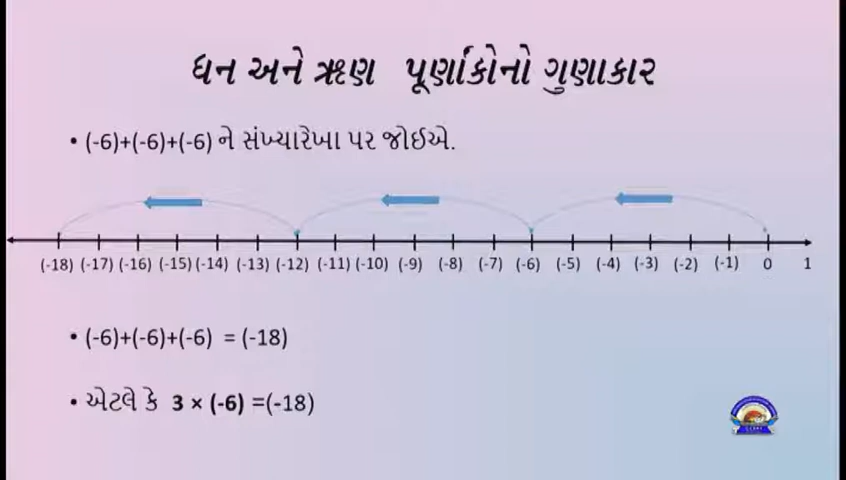 ધન અને ઋણ પૂર્ણાંકોનો ગુણાકાર
• (-6)+(-6)+(-6) ને સંખ્યારેખા પર જોઈએ.
(-18) (-17) (-16) (-15) (-14) (-13) (-12) (-11) (-10) (-9) (-8) (-7) (-6) (-5) (-4) (-3) (-2) (-1) 0 1
• (-6)+(-6)+(-6) = (-18)
• એટલે કે 3 × (-6) =(-18)